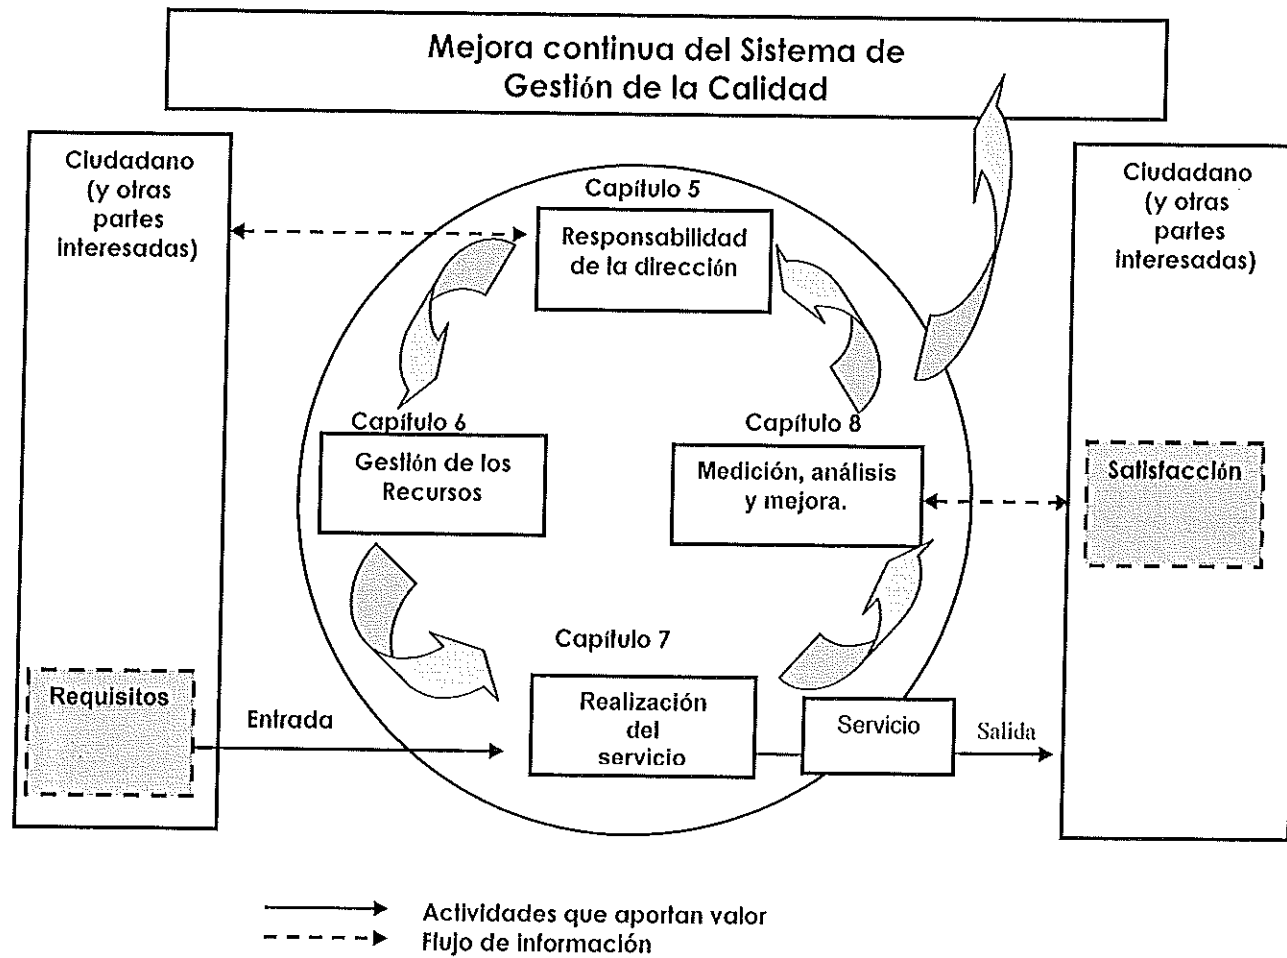 Mejora continua del Sistema de
Gestión de la Calidad
Ciudadano
(y otras
partes
interesadas)
Capítulo 5
Responsabilidad
de la dirección
Ciudadano
(y otras
partes
interesadas)
Capítulo 6
Gestión de los
Recursos
Capítulo 8
Medición, análisis
y mejora.
Satisfacción
Capítulo 7
Requisitos
Entrada
Realización
del
servicio
Servicio
Salida
Actividades que aportan valor
Flujo de información